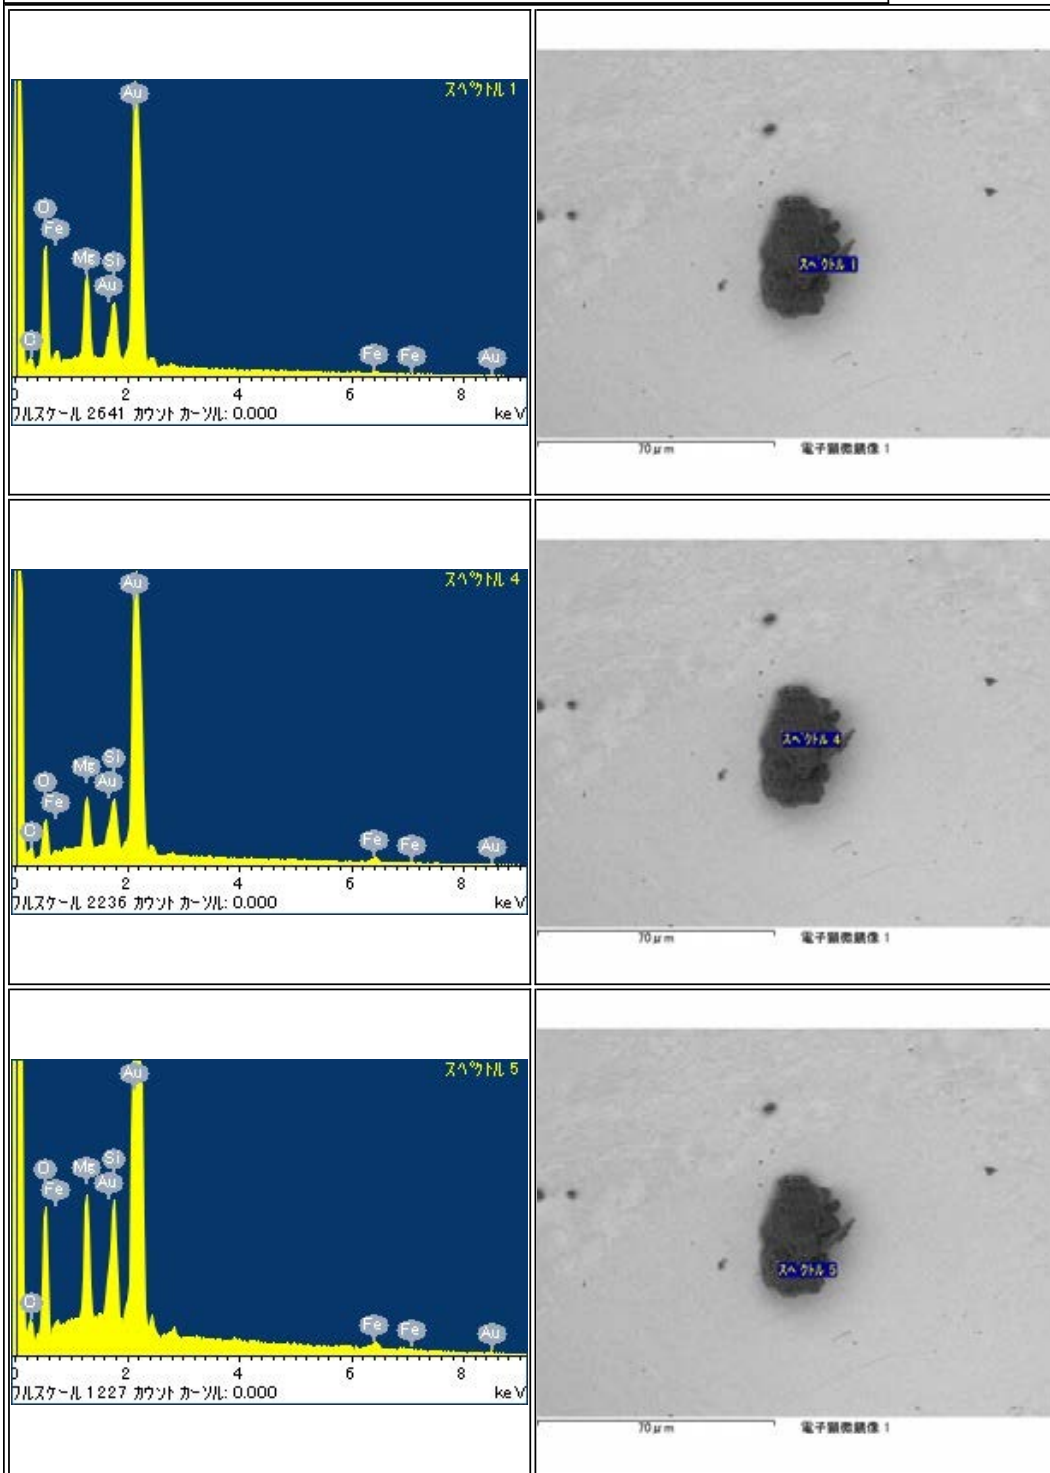 スペクトル 1
Au
O
Fe
Mg
Si
Au
C
Fe
Fe
Au
0 2 4 6 8
フルスケール 2641 カウント カーソル: 0.000 keV
スペクトル 1
70μm 電子顕微鏡像 1
スペクトル 4
Au
Si
Mg
O
Au
Fe
C
Fe
Fe
Au
0 2 4 6 8
フルスケール 2236 カウント カーソル: 0.000 keV
スペクトル 4
70μm 電子顕微鏡像 1
スペクトル 5
Au
Si
O
Mg
Au
Fe
C
Fe
Fe
Au
0 2 4 6 8
フルスケール 1227 カウント カーソル: 0.000 keV
スペクトル 5
70μm 電子顕微鏡像 1